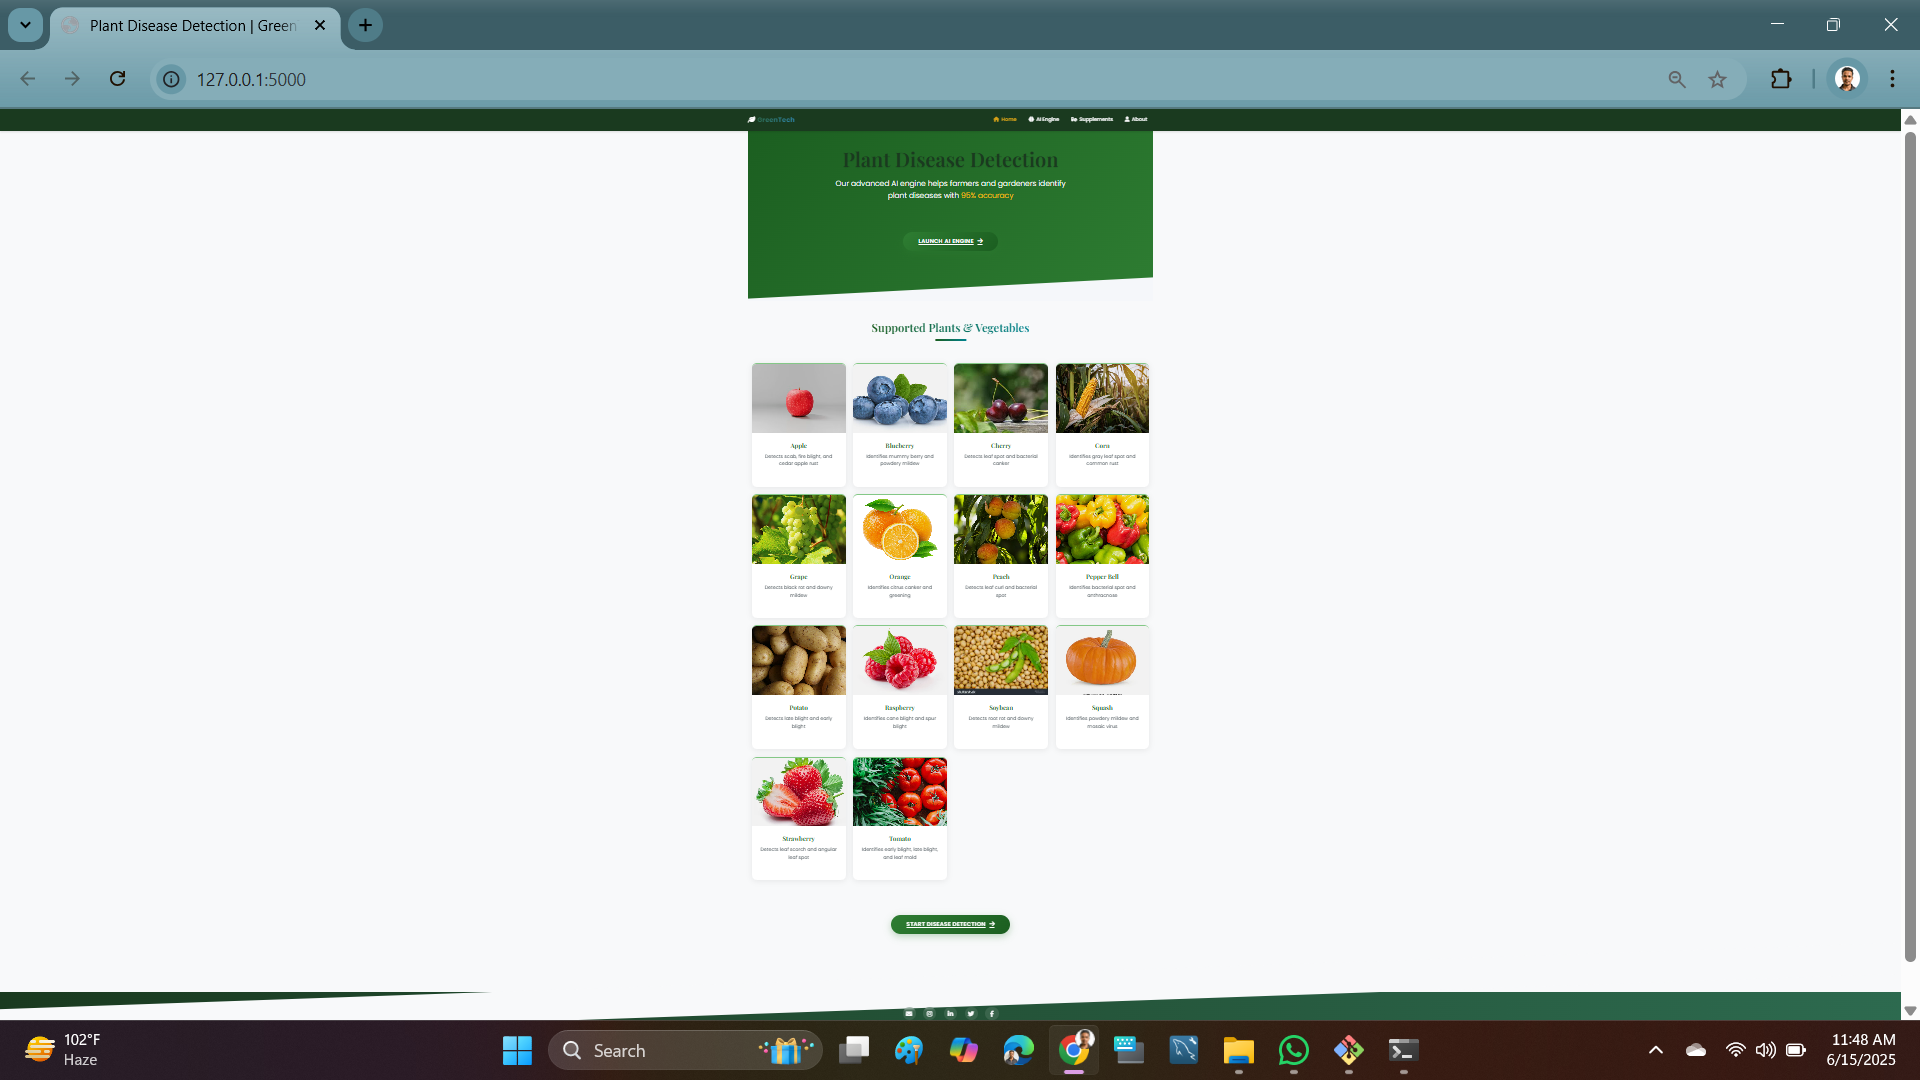 Plant Disease Detection | Green
127.0.0.1:5000
GreenTech
Home
AI Engine
Supplements
About
Plant Disease Detection
Our advanced AI engine helps farmers and gardeners identify
plant diseases with 95% accuracy
LAUNCH AI ENGINE
Supported Plants & Vegetables
Apple
Detects scab, fire blight, and
cedar apple rust
Blueberry
Identifies mummy berry and
powdery mildew
Cherry
Detects leaf spot and bacterial
canker
Corn
Identifies gray leaf spot and
common rust
Grape
Detects black rot and downy
mildew
Orange
Identifies citrus canker and
greening
Peach
Detects leaf curl and bacterial
spot
Pepper Bell
Identifies bacterial spot and
anthracnose
Potato
Detects late blight and early
blight
Raspberry
Identifies cane blight and spur
blight
Soybean
Detects root rot and downy
mildew
Squash
Identifies powdery mildew and
mosaic virus
Strawberry
Detects leaf scorch and angular
leaf spot
Tomato
Identifies early blight, late blight,
and leaf mold
START DISEASE DETECTION
102°F
Haze
Search
11:48 AM
6/15/2025